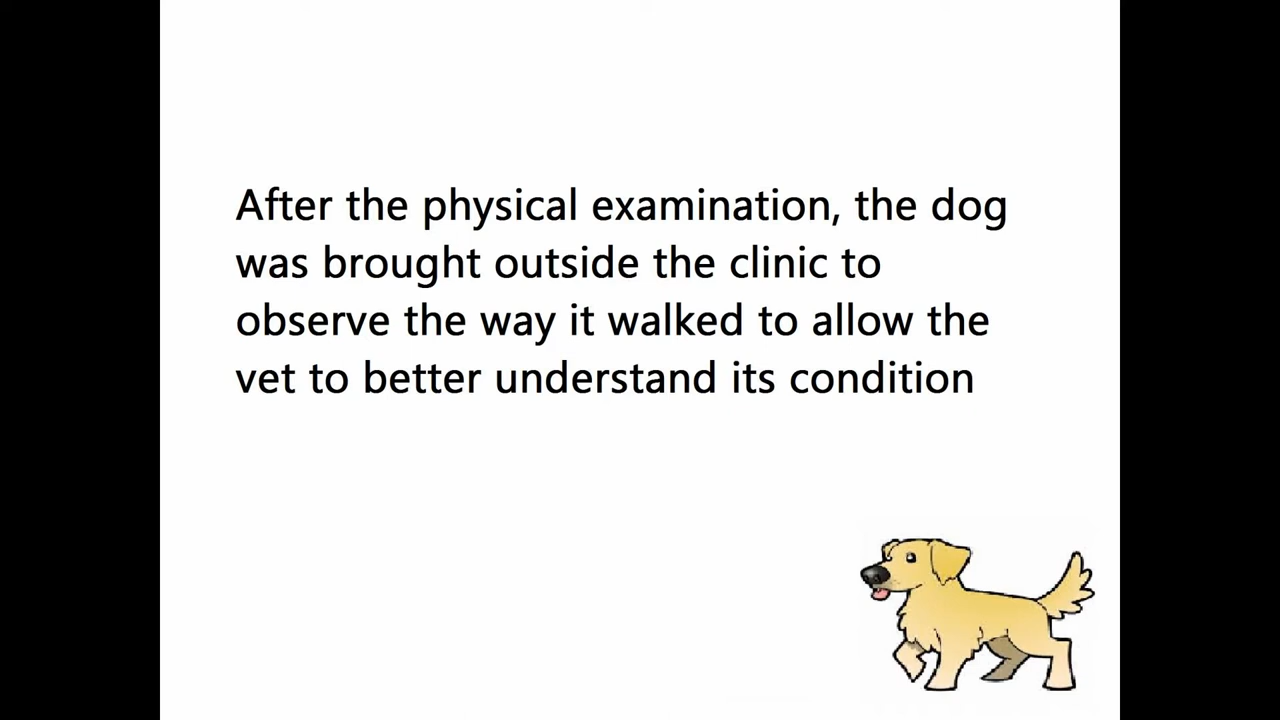 After the physical examination, the dog
was brought outside the clinic to
observe the way it walked to allow the
vet to better understand its condition